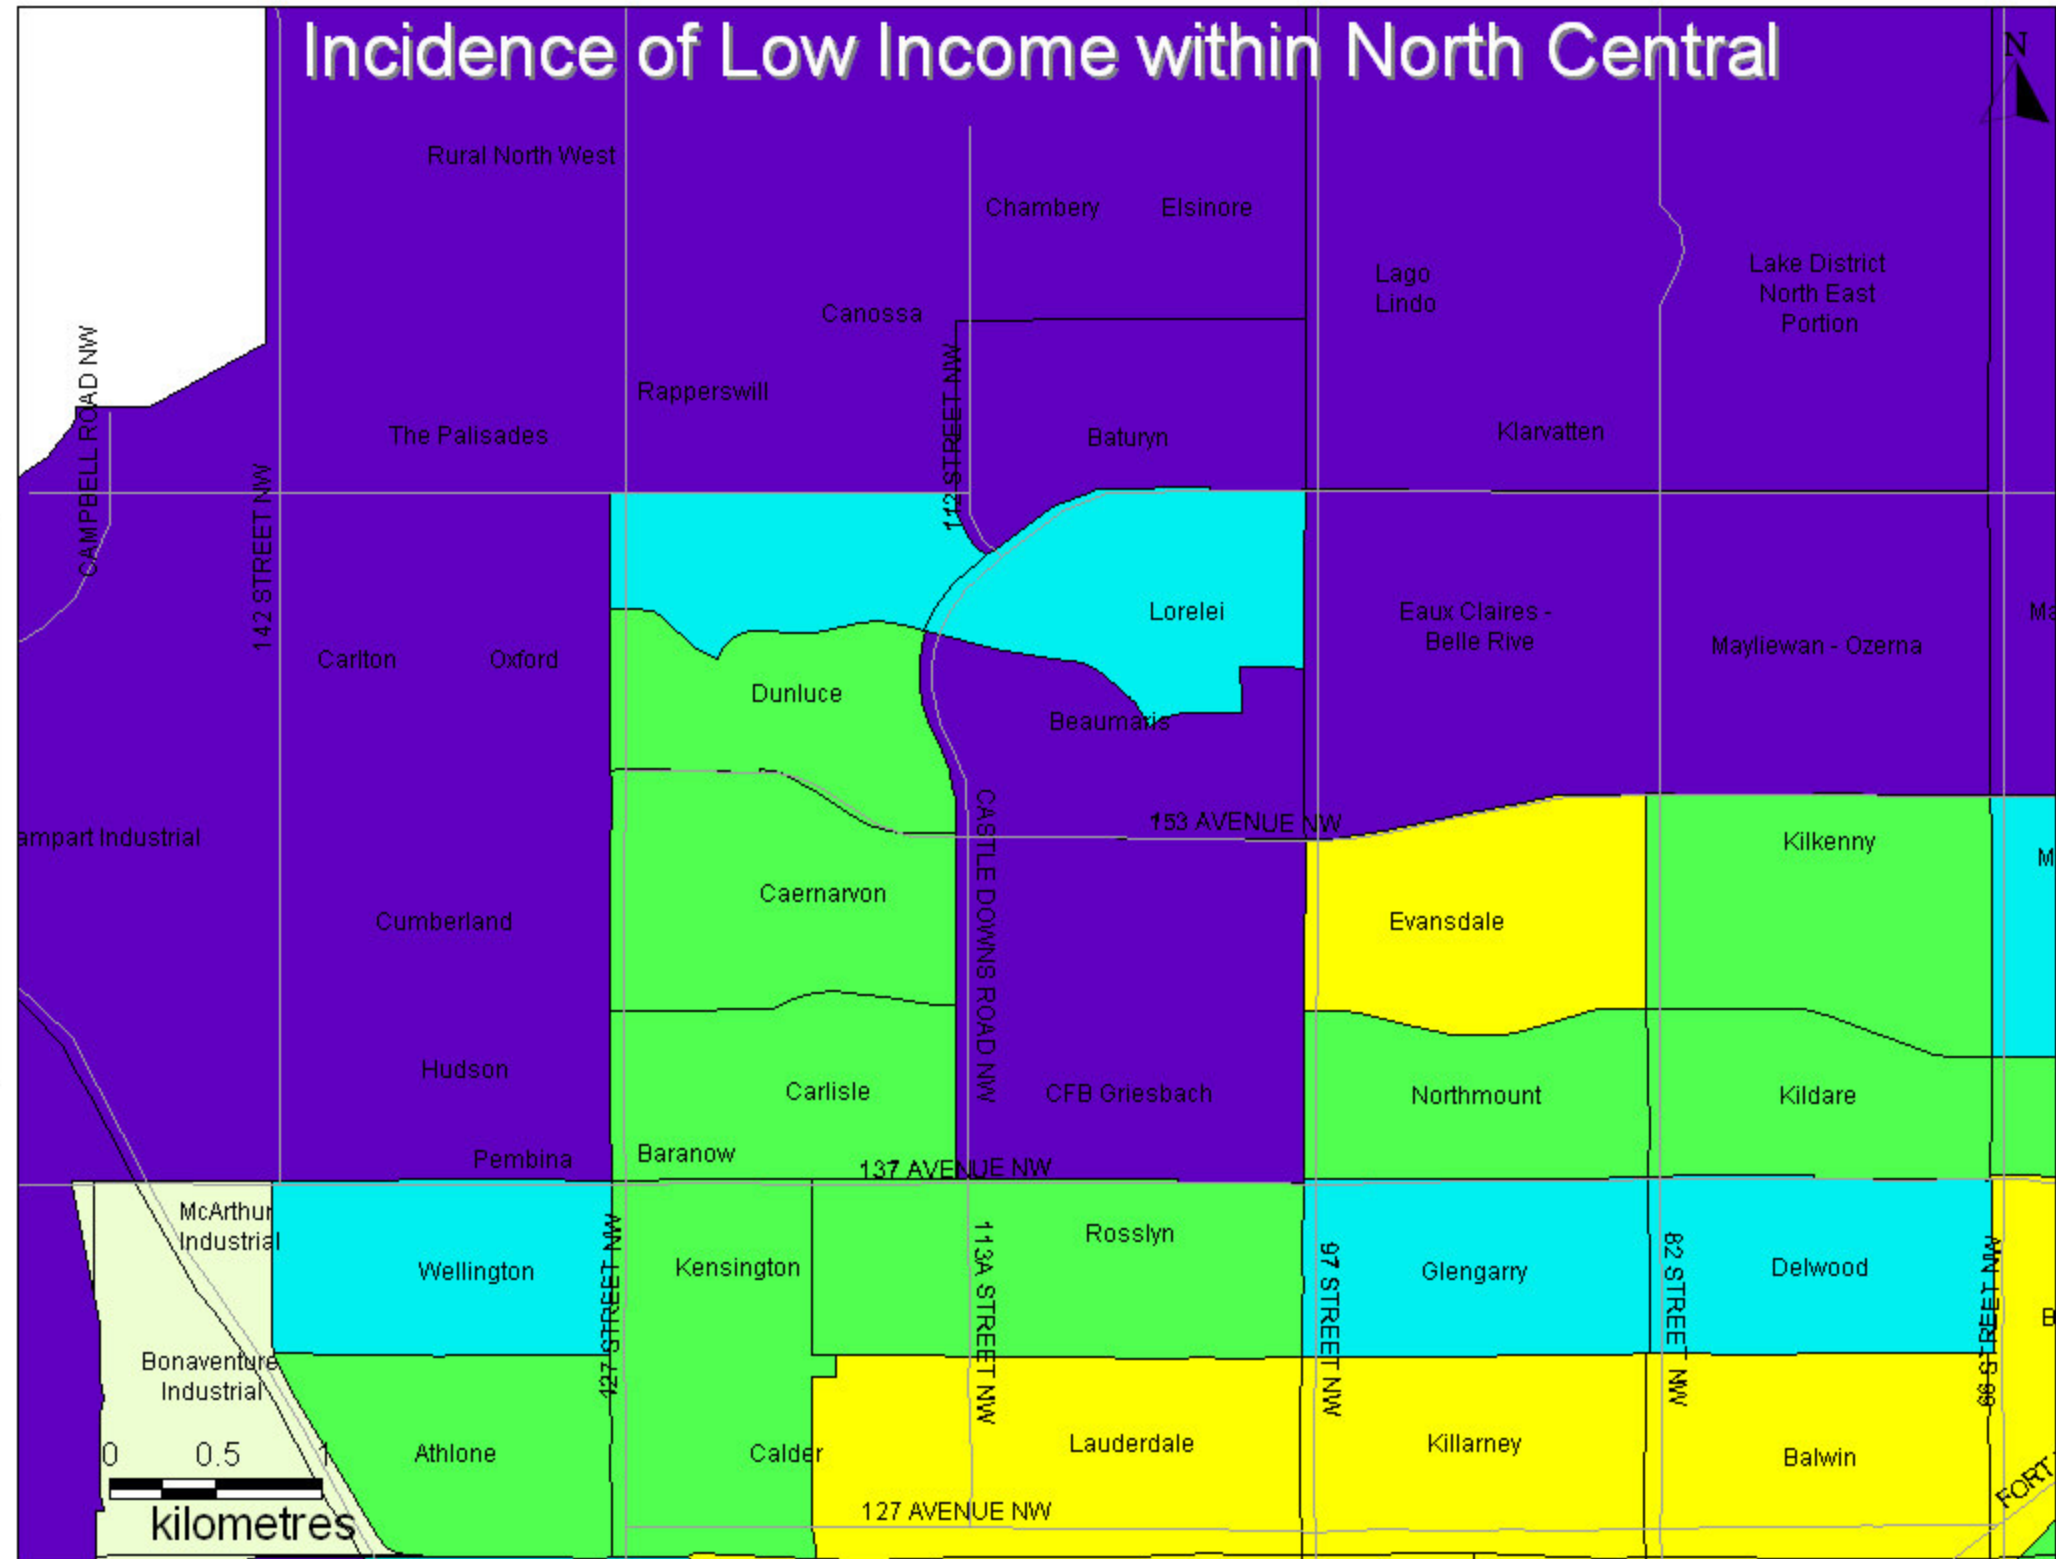 Incidence of Low Income within North Central
N
Rural North West
Chambery
Elsinore
Lago
Lindo
Lake District
North East
Portion
Canossa
CAMPBELL ROAD NW
112 STREET NW
Rapperswill
The Palisades
Baturyn
Klarvatten
142 STREET NW
Lorelei
Eaux Claires -
Belle Rive
Ma
Carlton
Oxford
Mayliewan - Ozerna
Dunluce
Beaumaris
153 AVENUE NW
ampart Industrial
CASTLE DOWNS ROAD NW
Kilkenny
M
Caernarvon
Cumberland
Evansdale
Hudson
Carlisle
CFB Griesbach
Northmount
Kildare
Pembina
Baranow
137 AVENUE NW
McArthur
Industrial
Wellington
127 STREET NW
Kensington
113A STREET NW
Rosslyn
97 STREET NW
Glengarry
82 STREET NW
Delwood
66 STREET NW
B
Bonaventure
Industrial
Athlone
Calder
Lauderdale
Killarney
Balwin
0 0.5 1
kilometres
127 AVENUE NW
FORT